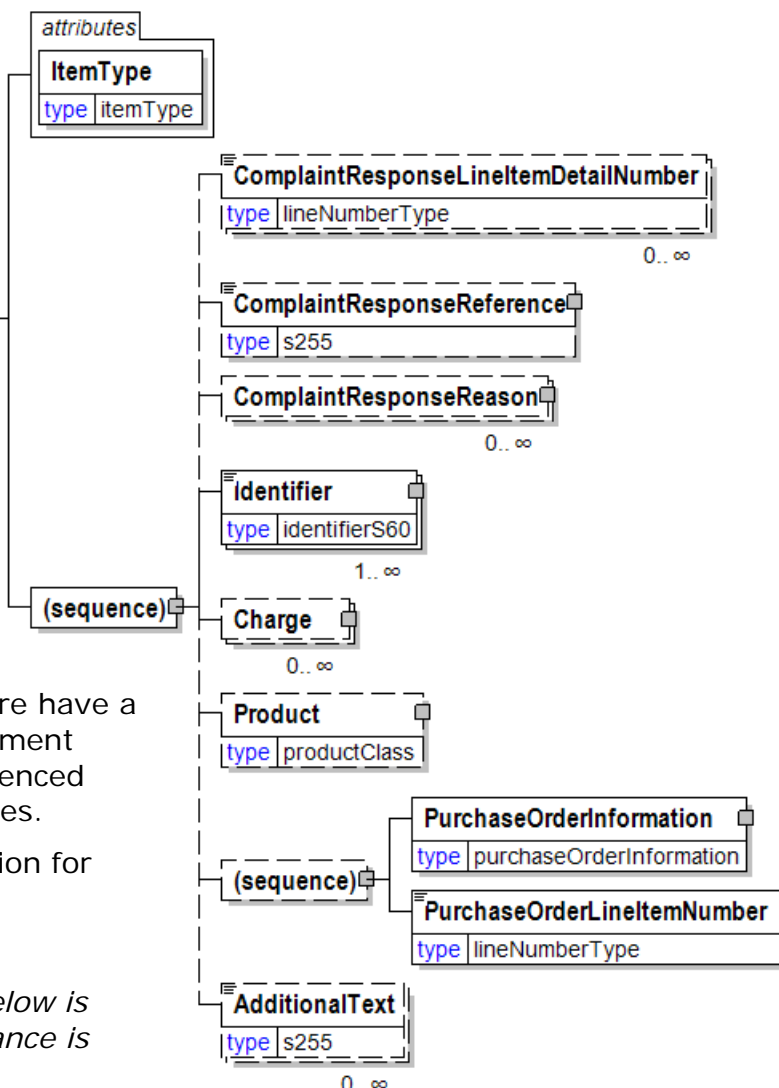 attributes
ItemType
type itemType
ComplaintResponseLineItemDetailNumber
type lineNumberType
0.. ∞
ComplaintResponseReference
type s255
ComplaintResponseReason
0.. ∞
Identifier
type identifierS60
1.. ∞
(sequence)
Charge
0.. ∞
Product
type productClass
(sequence)
PurchaseOrderInformation
type purchaseOrderInformation
PurchaseOrderLineItemNumber
type lineNumberType
AdditionalText
type s255
0.. ∞
re have a
ment
enced
es.
ion for
elow is
ance is